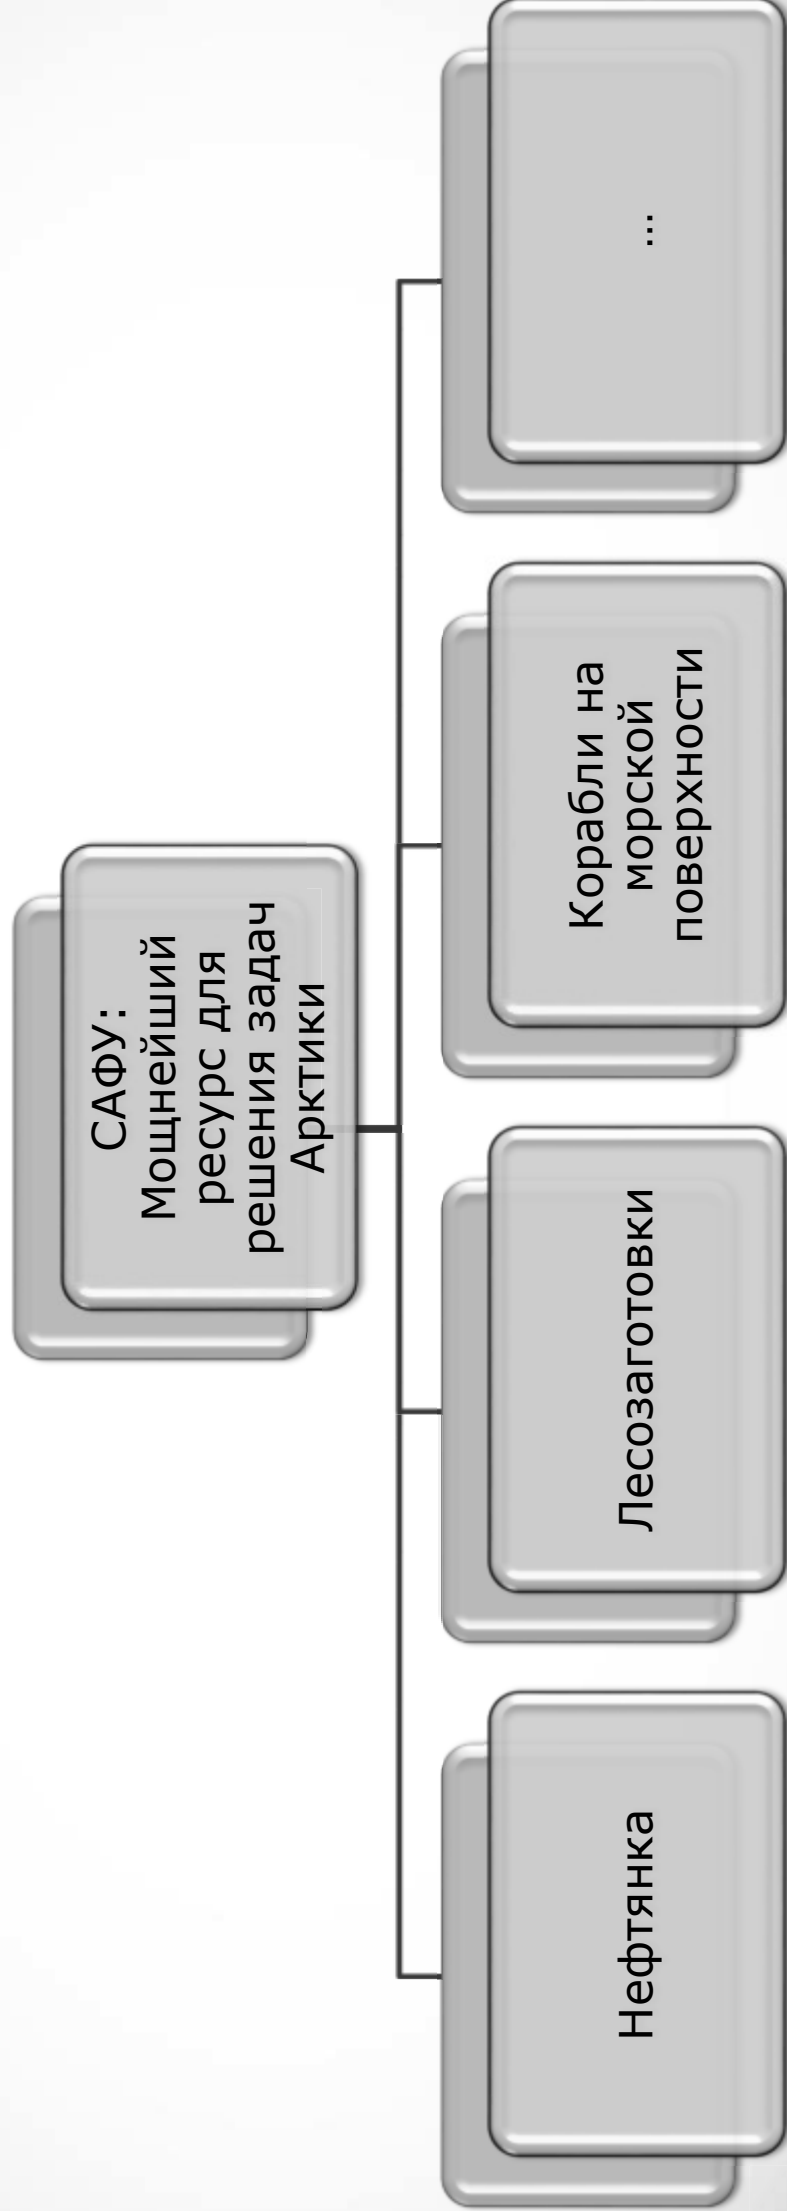 САФУ:
Мощнейший
ресурс для
решения задач
Арктики
Нефтянка
Лесозаготовки
Корабли на
морской
поверхности
...